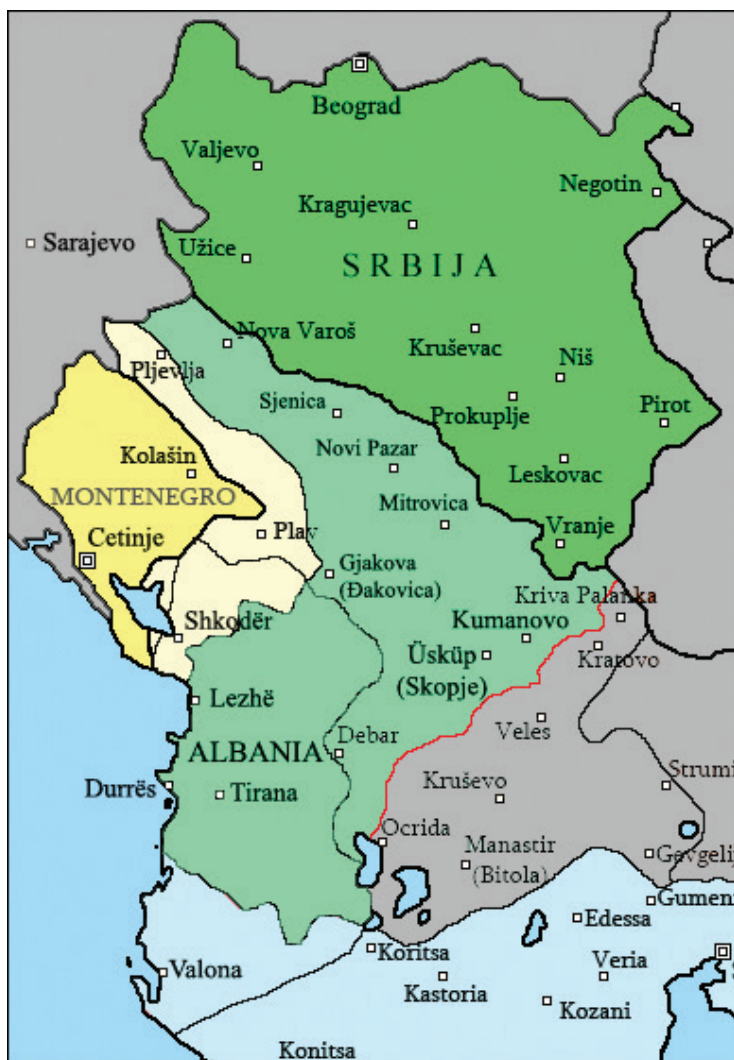 Beograd
Valjevo
Negotin
Kragujevac
Sarajevo
Užice
SRBIJA
Nova Varoš
Kruševac
Pljevlja
Niš
Sjenica
Prokuplje
Pirot
Kolašin
Novi Pazar
Leskovac
MONTENEGRO
Mitrovica
Cetinje
Plav
Vranje
Gjakova
(Đakovica)
Kriva Palanka
Shkodër
Kumanovo
Üsküp
(Skopje)
Kratovo
Lezhë
Veles
ALBANIA
Debar
Durrës
Tirana
Kruševo
Strumi
Ocrida
Manastir
(Bitola)
Gevgelij
Gumen
Edessa
Valona
Koritsa
Veria
Kastoria
Kozani
Konitsa